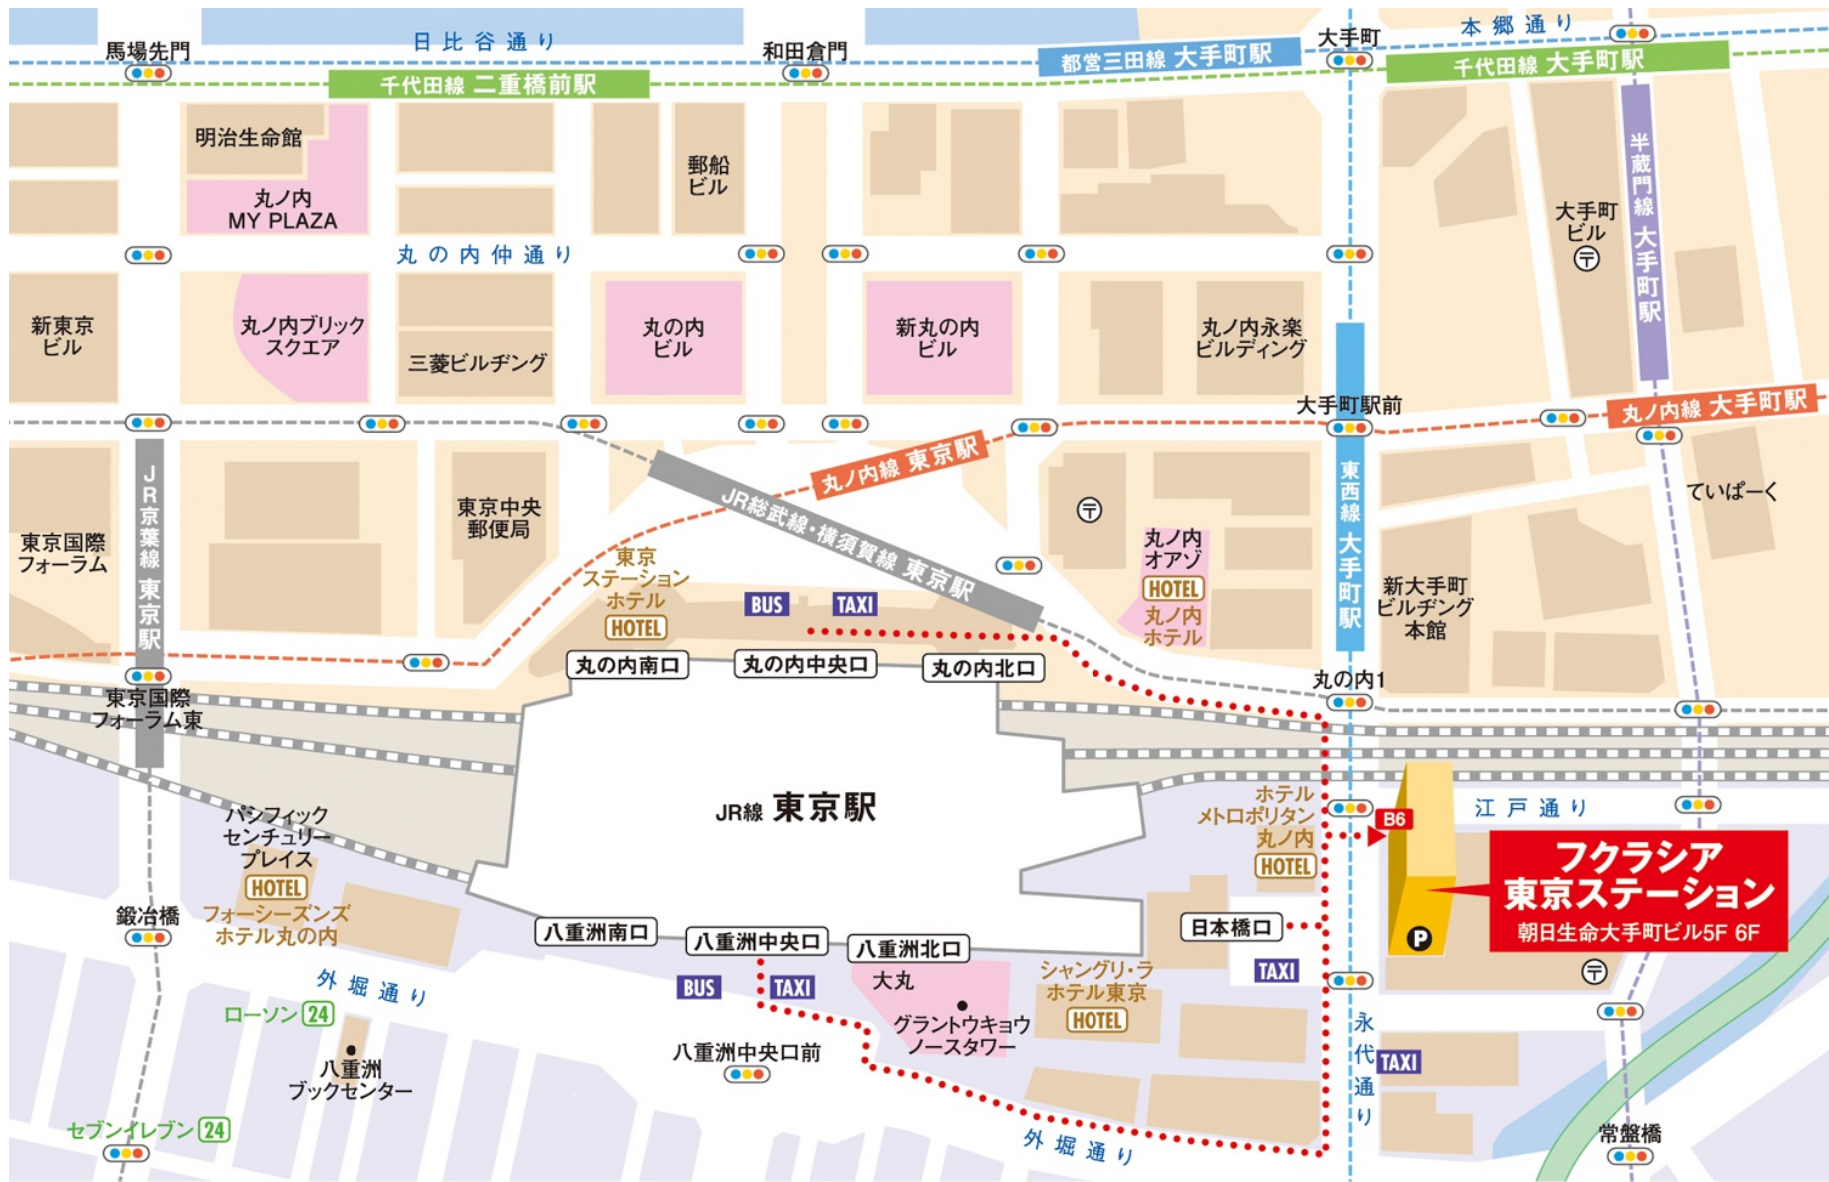 馬場先門
日比谷通り
和田倉門
都営三田線 大手町駅
大手町
本郷通り
千代田線 二重橋前駅
千代田線 大手町駅
明治生命館
丸ノ内
MY PLAZA
郵船
ビル
大手町
ビル
〒
半蔵門線 大手町駅
丸の内仲通り
新東京
ビル
丸ノ内ブリック
スクエア
三菱ビルヂング
丸の内
ビル
新丸の内
ビル
丸ノ内永楽
ビルディング
大手町駅前
丸ノ内線 大手町駅
JR京葉線 東京駅
東京国際
フォーラム
東京中央
郵便局
丸ノ内線 東京駅
JR総武線・横須賀線 東京駅
〒
丸ノ内
オアゾ
HOTEL
丸ノ内
ホテル
東西線 大手町駅
新大手町
ビルヂング
本館
ていぱーく
東京
ステーション
ホテル
HOTEL
BUS
TAXI
丸の内南口
丸の内中央口
丸の内北口
丸の内1
東京国際
フォーラム東
JR線 東京駅
パシフィック
センチュリー
プレイス
HOTEL
フォーシーズンズ
ホテル丸の内
ホテル
メトロポリタン
丸ノ内
HOTEL
B6
江戸通り
フクラシア
東京ステーション
朝日生命大手町ビル5F 6F
P
〒
鍛冶橋
八重洲南口
八重洲中央口
八重洲北口
日本橋口
TAXI
外堀通り
BUS
TAXI
大丸
グラントウキョウ
ノースタワー
シャングリ・ラ
ホテル東京
HOTEL
ローソン 24
八重洲
ブックセンター
八重洲中央口前
永代通り
TAXI
セブンイレブン 24
外堀通り
常盤橋